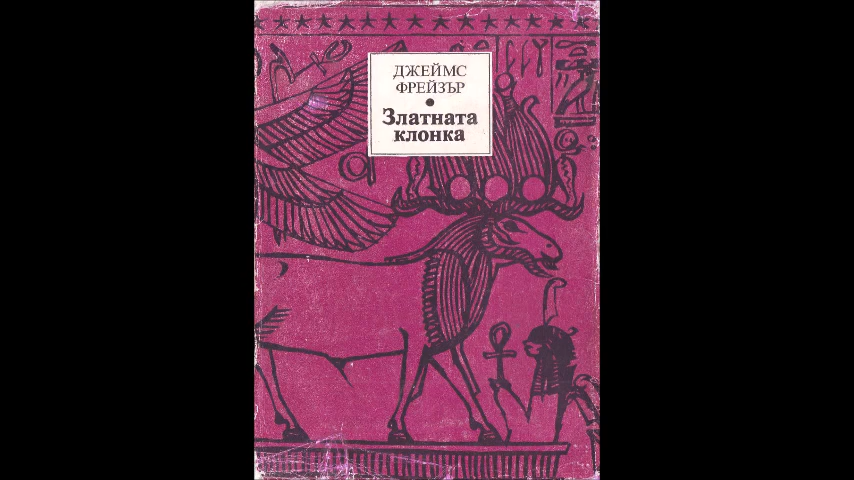 ДЖЕЙМС
ФРЕЙЗЪР
Златната
клонка